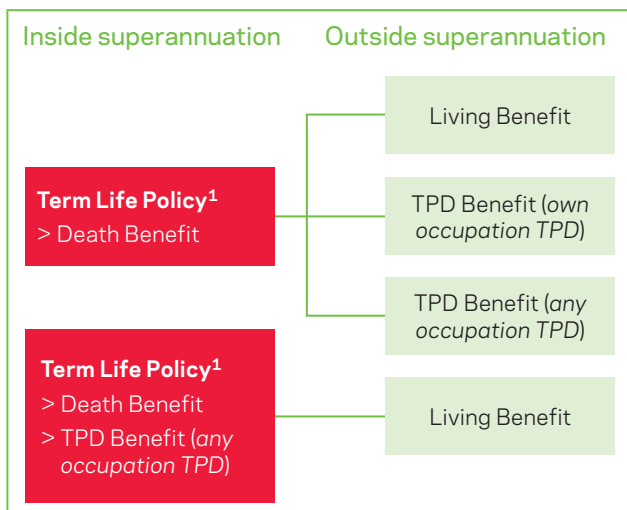 Inside superannuation
Outside superannuation
Living Benefit
Term Life Policy1
> Death Benefit
TPD Benefit (own
occupation TPD)
TPD Benefit (any
occupation TPD)
Term Life Policy1
> Death Benefit
> TPD Benefit (any
occupation TPD)
Living Benefit